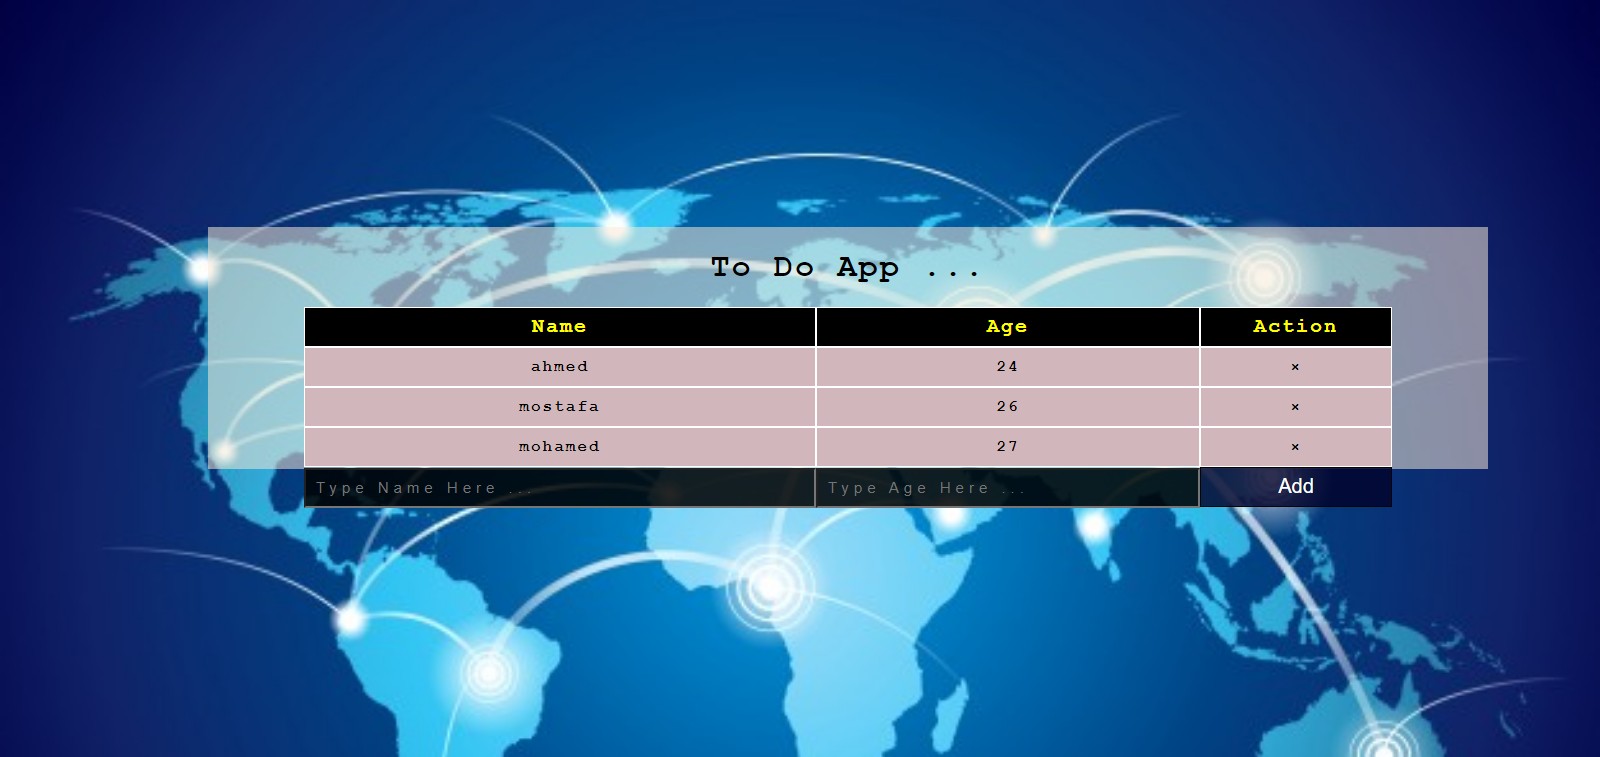 To Do App ...
Name Age Action
ahmed 24 ×
mostafa 26 ×
mohamed 27 ×
Type Name Here ... Type Age Here ... Add